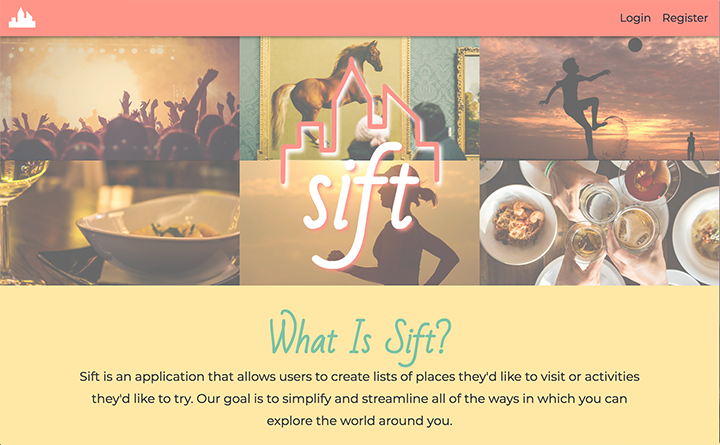 Login Register
sift
What Is Sift?
Sift is an application that allows users to create lists of places they'd like to visit or activities
they'd like to try. Our goal is to simplify and streamline all of the ways in which you can
explore the world around you.